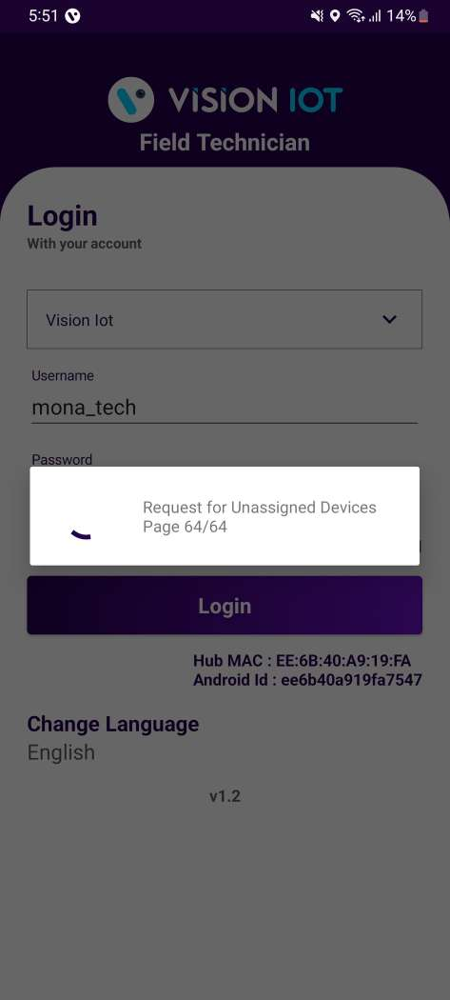 5:51 14%
VISION IOT
Field Technician
Login
With your account
Vision Iot
Username
mona_tech
Password
Request for Unassigned Devices
Page 64/64
Login
Hub MAC : EE:6B:40:A9:19:FA
Android Id : ee6b40a919fa7547
Change Language
English
v1.2